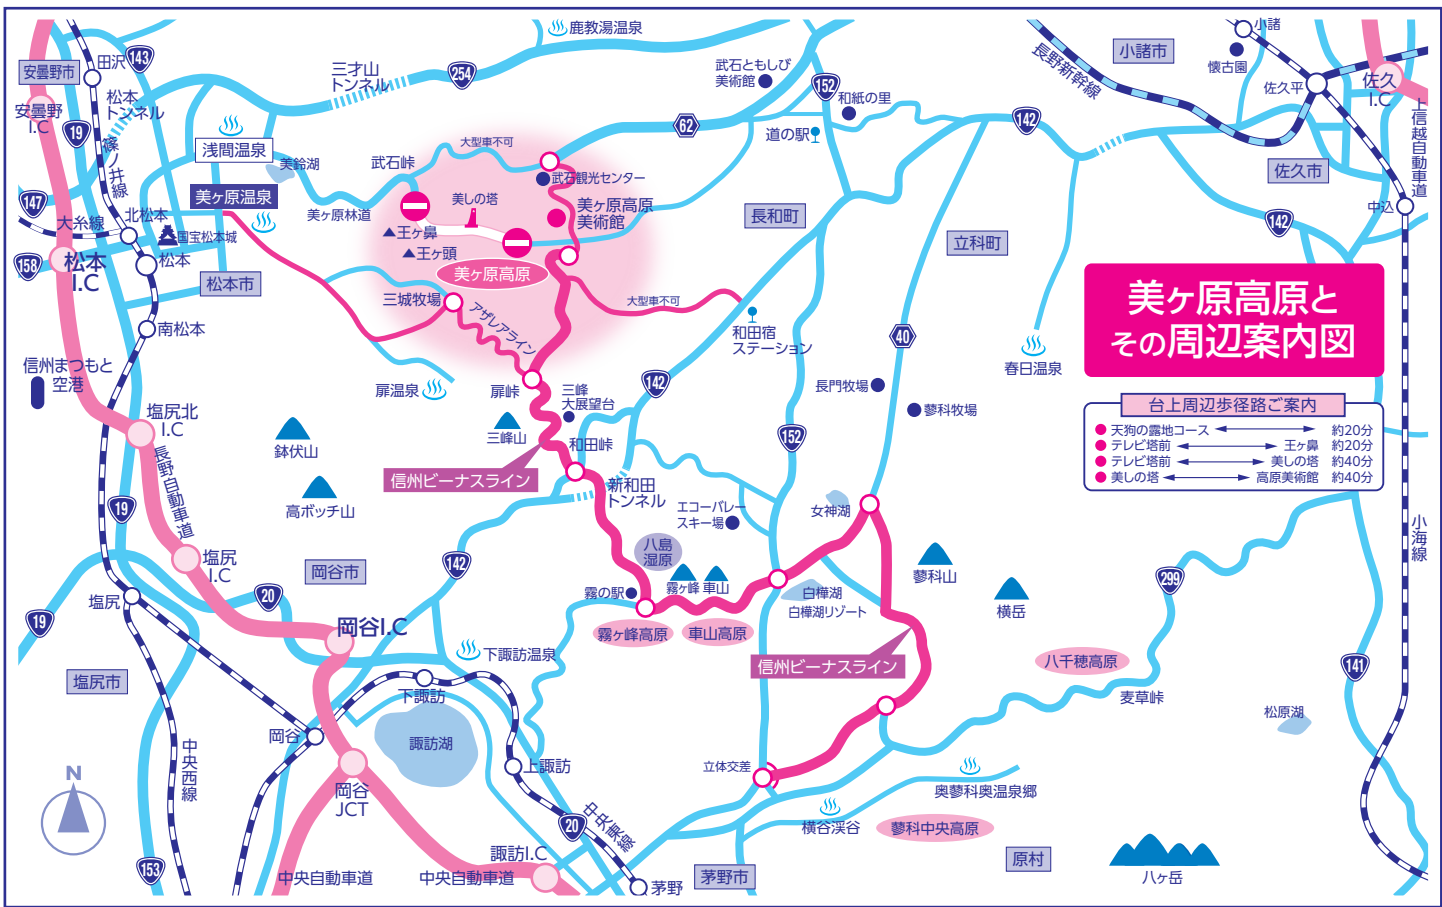 鹿教湯温泉
小諸
小諸市
懐古園
長野新幹線
佐久平
佐久
I.C
上信越自動車道
安曇野市
田沢
143
三才山
トンネル
254
武石ともしび
美術館
152
和紙の里
道の駅
142
安曇野
I.C
松本
トンネル
19
篠ノ井線
浅間温泉
美鈴湖
武石峠
大型車不可
62
武石観光センター
美しの塔
美ヶ原高原
美術館
美ヶ原林道
王ヶ鼻
王ヶ頭
美ヶ原高原
美ヶ原温泉
147
大糸線
北松本
国宝松本城
158
松本
I.C
松本
松本市
三城牧場
アザレアライン
大型車不可
長和町
立科町
佐久市
中込
142
和田宿
ステーション
40
春日温泉
美ヶ原高原と
その周辺案内図
台上周辺歩径路ご案内
天狗の露地コース 約20分
テレビ塔前 王ヶ鼻 約20分
テレビ塔前 美しの塔 約40分
美しの塔 高原美術館 約40分
南松本
信州まつもと
空港
扉温泉
扉峠
三峰
大展望台
142
長門牧場
蓼科牧場
塩尻北
I.C
長野自動車道
鉢伏山
三峰山
和田峠
152
信州ビーナスライン
新和田
トンネル
高ボッチ山
19
エコーバレー
スキー場
女神湖
小海線
塩尻
I.C
岡谷市
142
八島
湿原
蓼科山
299
横岳
20
塩尻
霧の駅
霧ヶ峰
車山
白樺湖
白樺湖リゾート
19
岡谷I.C
霧ヶ峰高原
車山高原
下諏訪温泉
信州ビーナスライン
八千穂高原
141
塩尻市
下諏訪
麦草峠
松原湖
岡谷
諏訪湖
中央西線
上諏訪
立体交差
N
岡谷
JCT
奥蓼科奥温泉郷
横谷渓谷
蓼科中央高原
20
中央東線
諏訪I.C
153
中央自動車道
中央自動車道
茅野
茅野市
原村
八ヶ岳